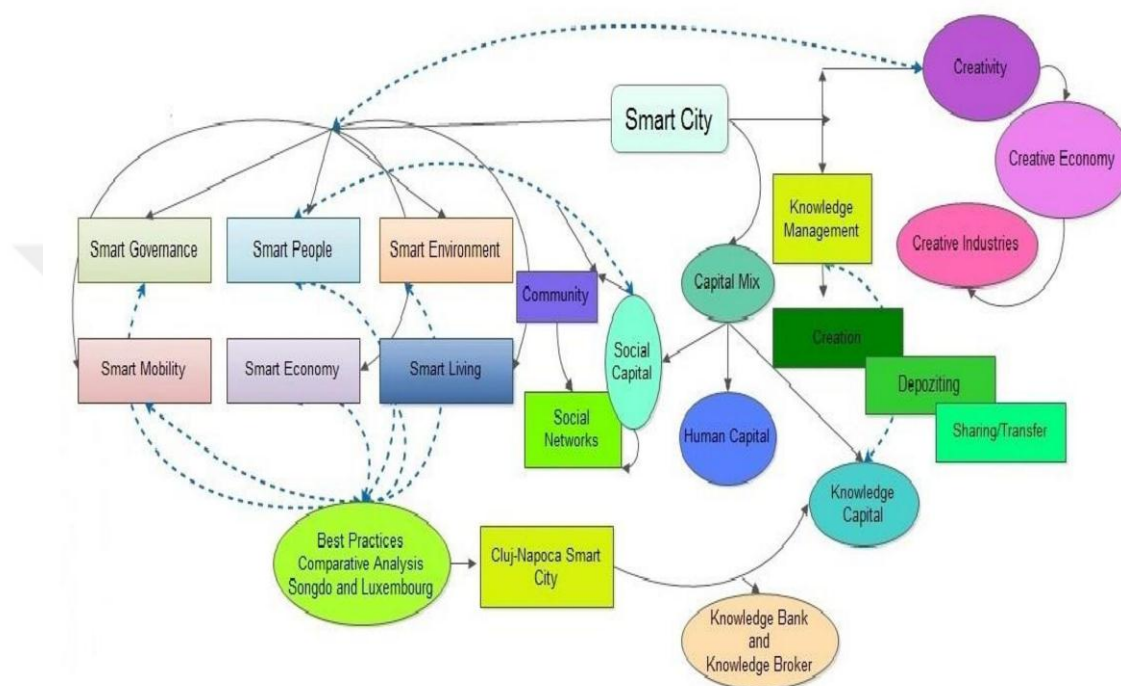 Creativity
Smart City
Creative Economy
Knowledge
Management
Smart Governance
Smart People
Smart Environment
Creative Industries
Capital Mix
Community
Creation
Smart Mobility
Smart Economy
Smart Living
Social
Capital
Depoziting
Social
Networks
Human Capital
Sharing/Transfer
Knowledge
Capital
Best Practices
Comparative Analysis
Songdo and Luxembourg
Cluj-Napoca Smart
City
Knowledge Bank
and
Knowledge Broker